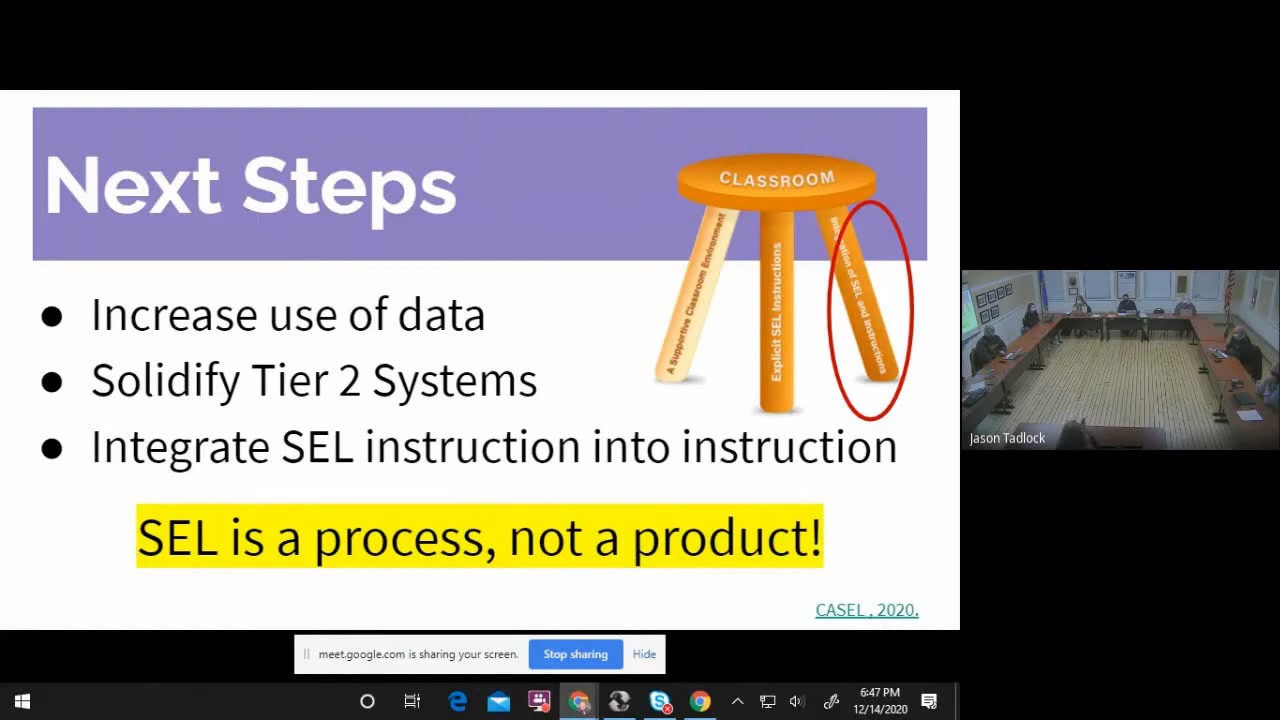 Next Steps
CLASSROOM
A Supportive Classroom Environment
Explicit SEL Instructions
Integration of SEL and Instructions
● Increase use of data
● Solidify Tier 2 Systems
● Integrate SEL instruction into instruction
SEL is a process, not a product!
CASEL , 2020.
Jason Tadlock
meet.google.com is sharing your screen.
Stop sharing
Hide
6:47 PM
12/14/2020